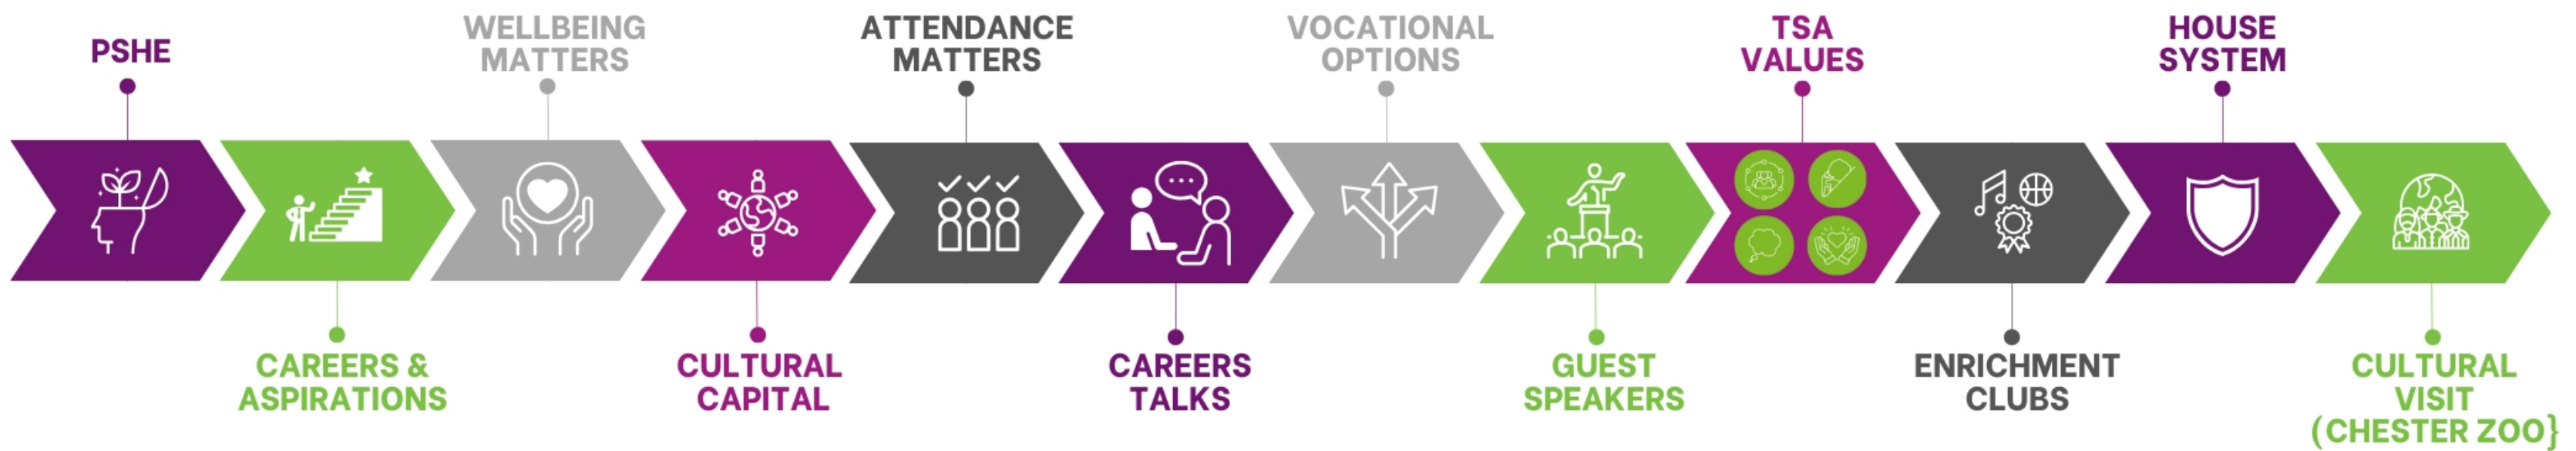 PSHE
CAREERS &
ASPIRATIONS
WELLBEING
MATTERS
CULTURAL
CAPITAL
ATTENDANCE
MATTERS
CAREERS
TALKS
VOCATIONAL
OPTIONS
GUEST
SPEAKERS
TSA
VALUES
ENRICHMENT
CLUBS
HOUSE
SYSTEM
CULTURAL
VISIT
(CHESTER ZOO}